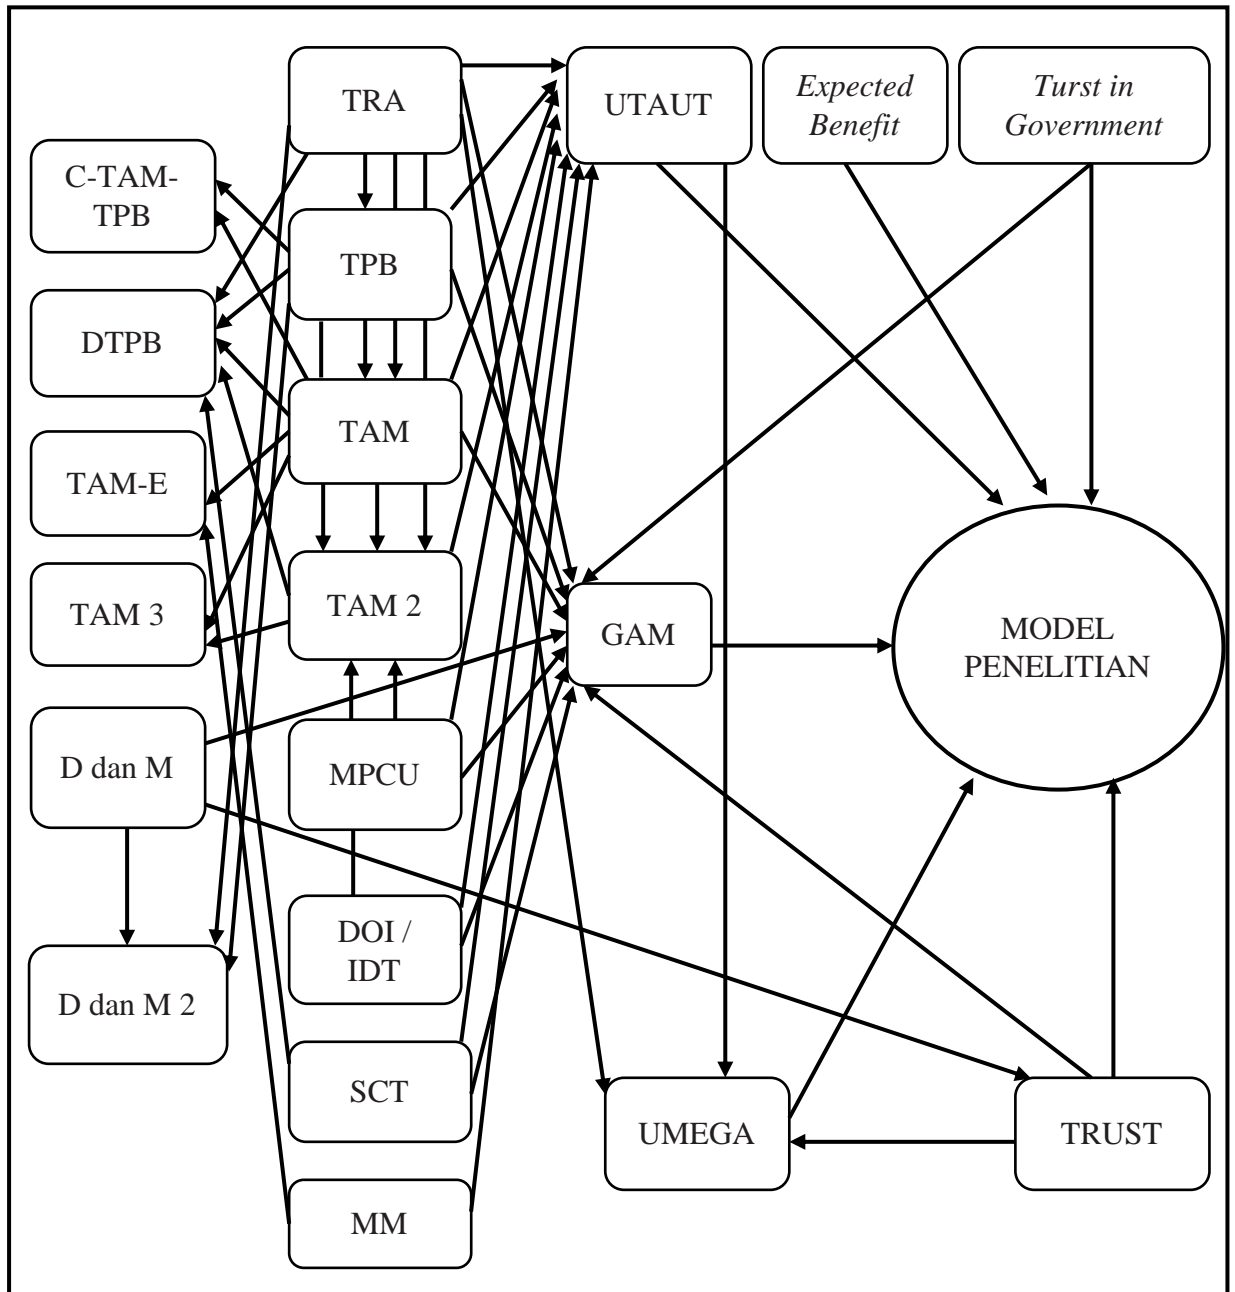 TRA
UTAUT
Expected
Benefit
Turst in
Government
C-TAM-
TPB
TPB
DTPB
TAM
TAM-E
TAM 3
TAM 2
GAM
MODEL
PENELITIAN
D dan M
MPCU
DOI /
IDT
D dan M 2
SCT
UMEGA
TRUST
MM